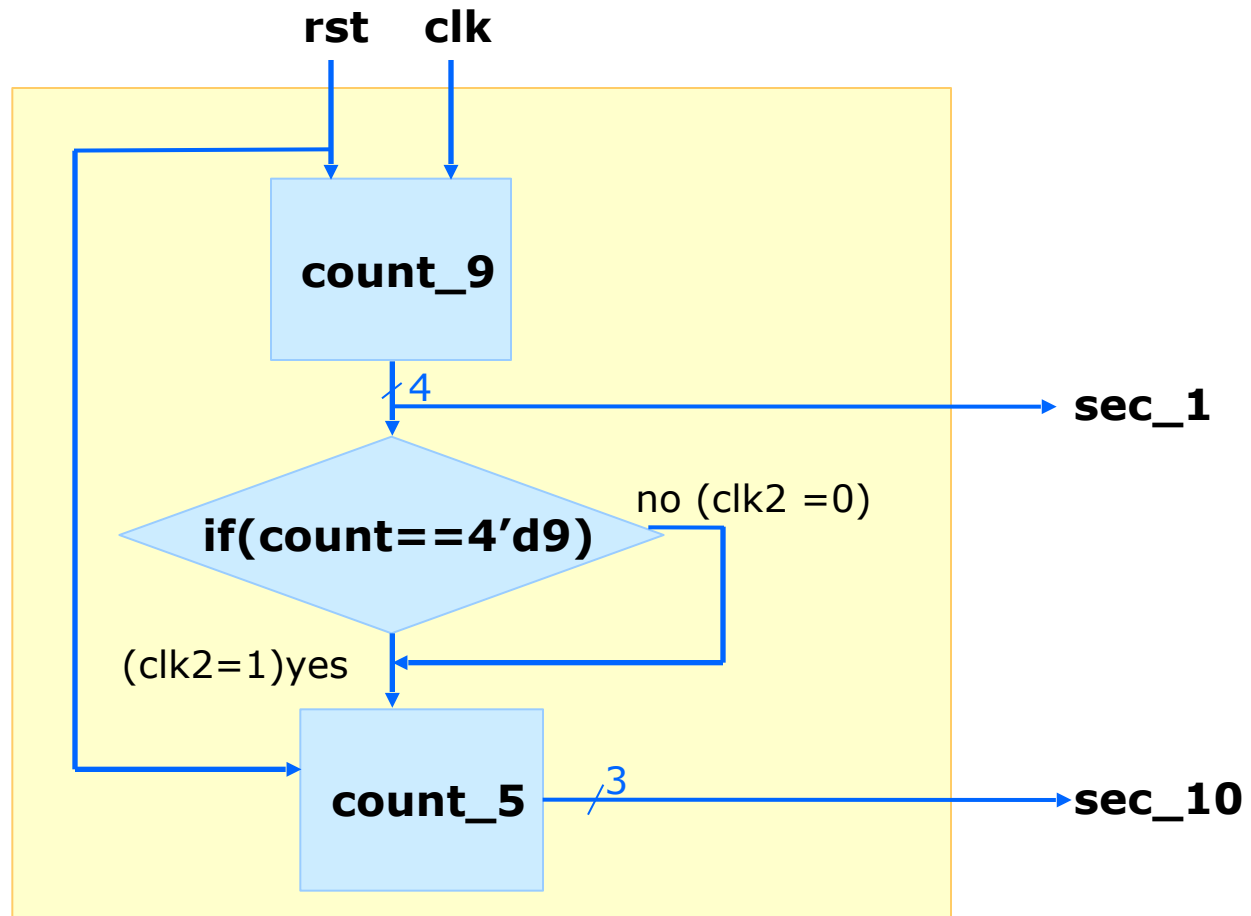 rst clk
count_9
4
sec_1
no (clk2 =0)
if(count==4’d9)
(clk2=1)yes
3
count_5
sec_10